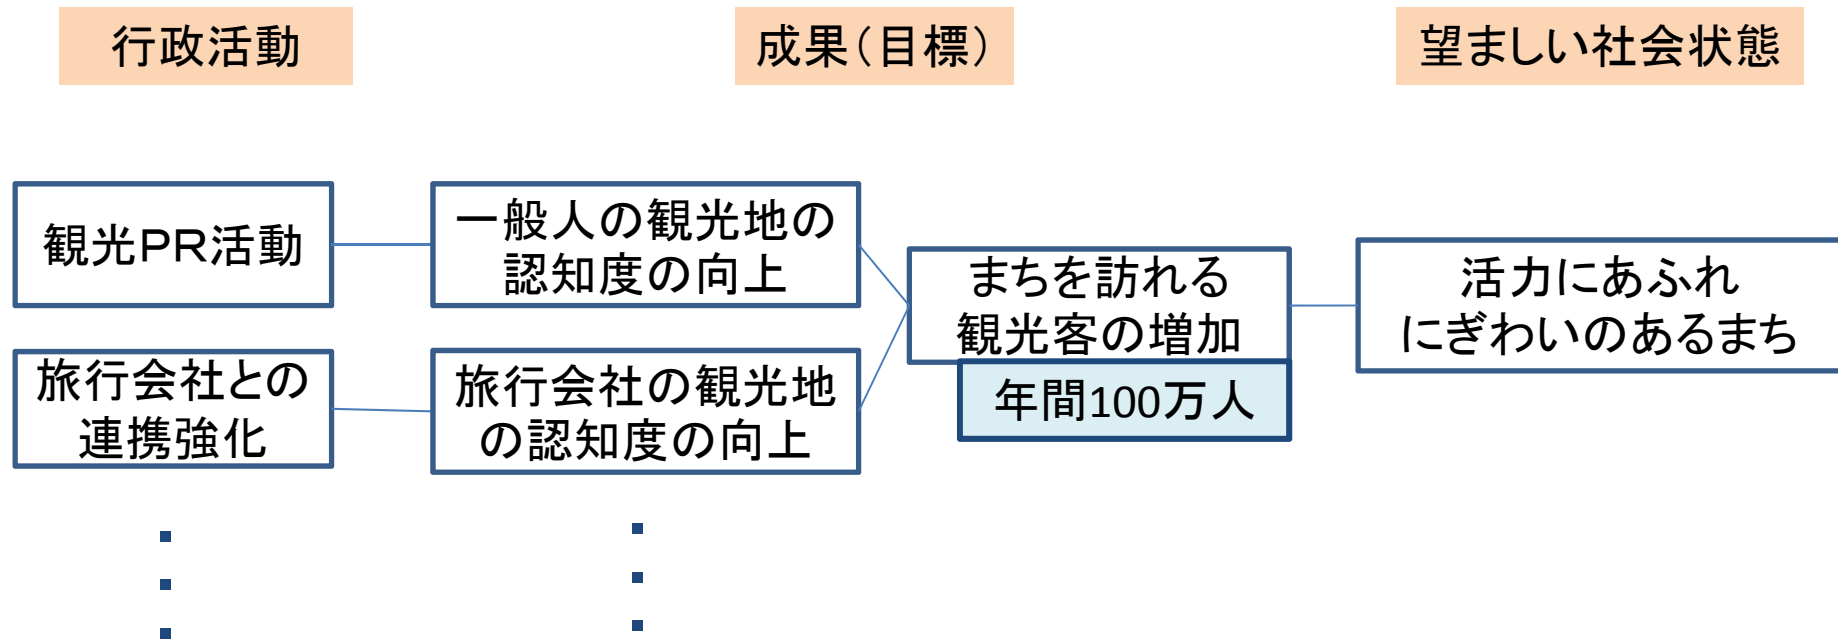 行政活動
成果（目標）
望ましい社会状態
観光PR活動
一般人の観光地の
認知度の向上
まちを訪れる
観光客の増加
年間100万人
活力にあふれ
にぎわいのあるまち
旅行会社との
連携強化
旅行会社の観光地
の認知度の向上